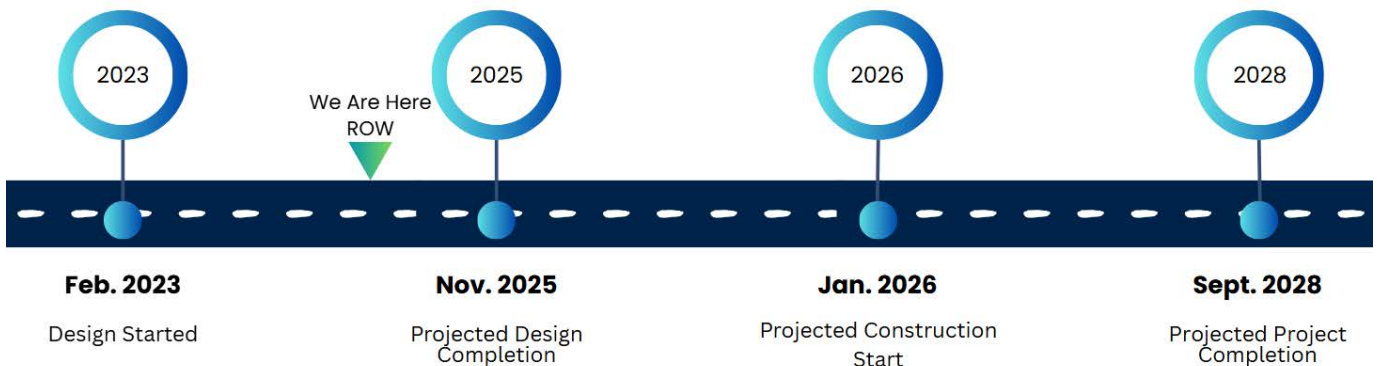 2023
We Are Here
ROW
2025
2026
2028
Feb. 2023
Design Started
Nov. 2025
Projected Design
Completion
Jan. 2026
Projected Construction
Start
Sept. 2028
Projected Project
Completion